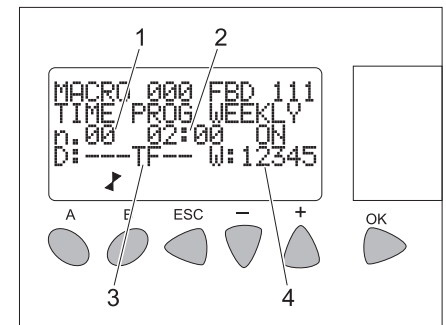 1 2
MACRO 000 FBD 111
TIME PROG WEEKLY
n.00 02:00 ON
D:---TF-- W:12345
A B ESC – + OK
3 4